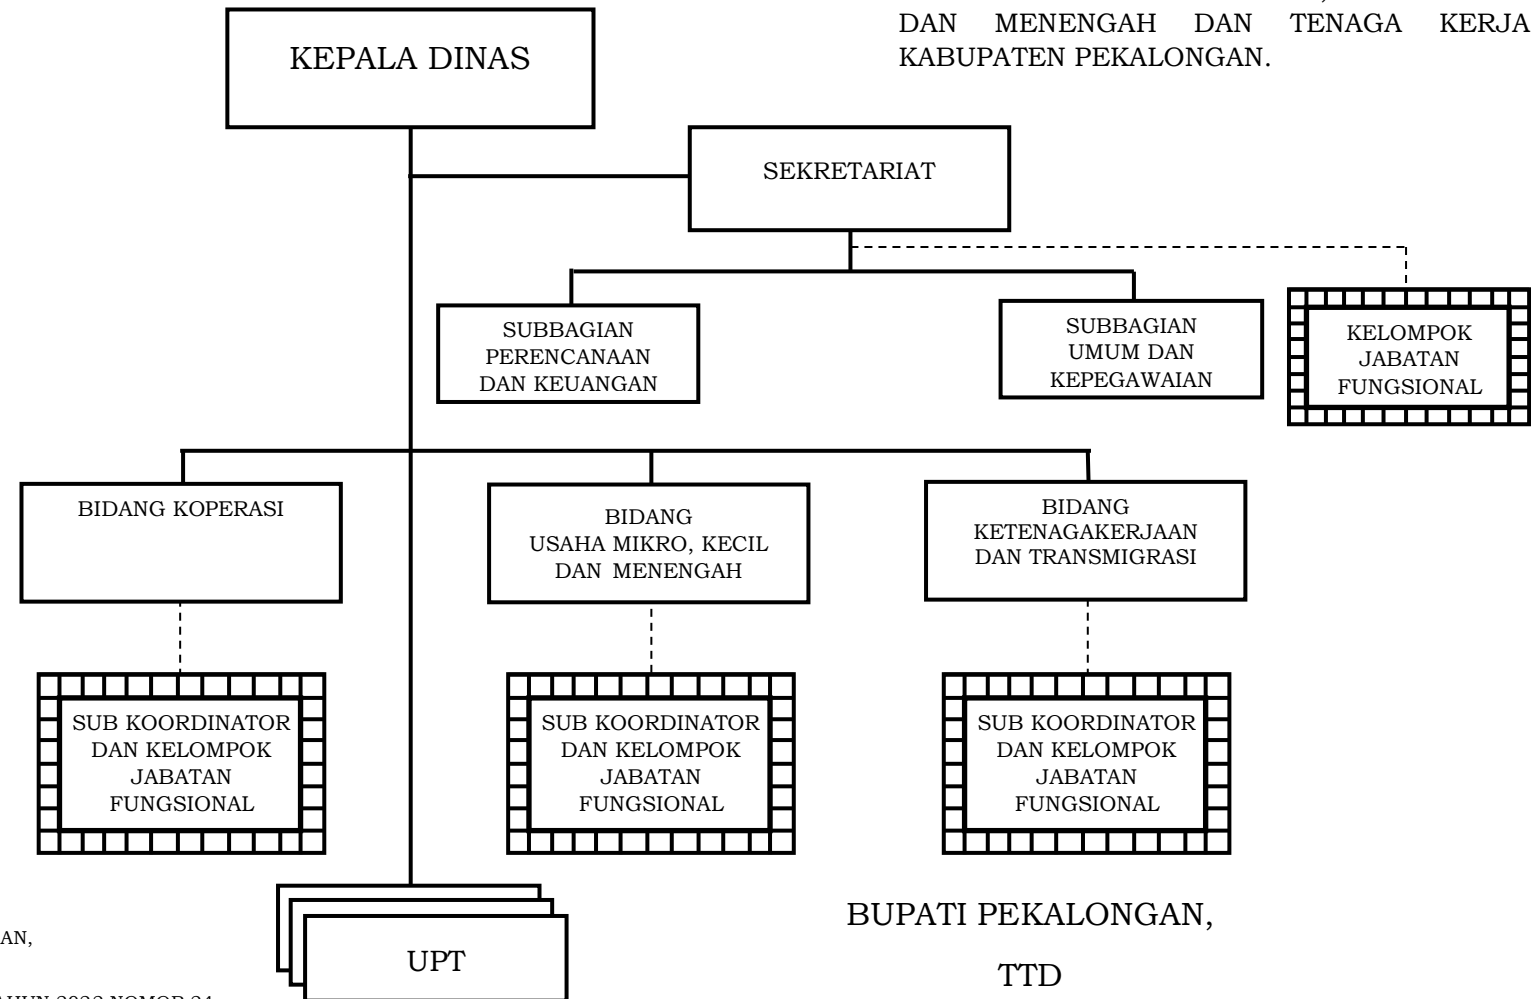 DAN MENENGAH DAN TENAGA KERJA
KABUPATEN PEKALONGAN.
KEPALA DINAS
SEKRETARIAT
SUBBAGIAN
PERENCANAAN
DAN KEUANGAN
SUBBAGIAN
UMUM DAN
KEPEGAWAIAN
KELOMPOK
JABATAN
FUNGSIONAL
BIDANG KOPERASI
BIDANG
USAHA MIKRO, KECIL
DAN MENENGAH
BIDANG
KETENAGAKERJAAN
DAN TRANSMIGRASI
SUB KOORDINATOR
DAN KELOMPOK
JABATAN
FUNGSIONAL
SUB KOORDINATOR
DAN KELOMPOK
JABATAN
FUNGSIONAL
SUB KOORDINATOR
DAN KELOMPOK
JABATAN
FUNGSIONAL
UPT
BUPATI PEKALONGAN,
TTD
AN,